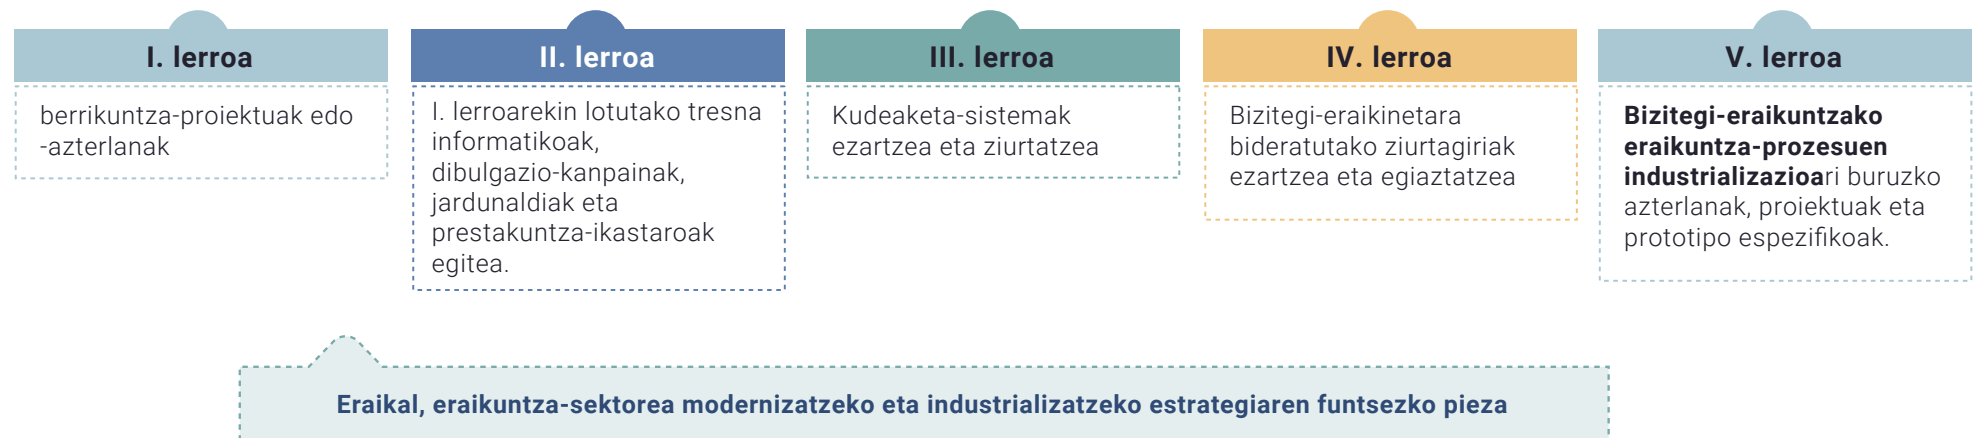 I. lerroa
berrikuntza-proiektuak edo
-azterlanak
II. lerroa
I. lerroarekin lotutako tresna
informatikoak,
dibulgazio-kanpainak,
jardunaldiak eta
prestakuntza-ikastaroak
egitea.
III. lerroa
Kudeaketa-sistemak
ezartzea eta ziurtatzea
IV. lerroa
Bizitegi-eraikinetara
bideratutako ziurtagiriak
ezartzea eta egiaztatzea
V. lerroa
Bizitegi-eraikuntzako
eraikuntza-prozesuen
industrializazioari buruzko
azterlanak, proiektuak eta
prototipo espezifikoak.
Eraikal, eraikuntza-sektorea modernizatzeko eta industrializatzeko estrategiaren funtsezko pieza